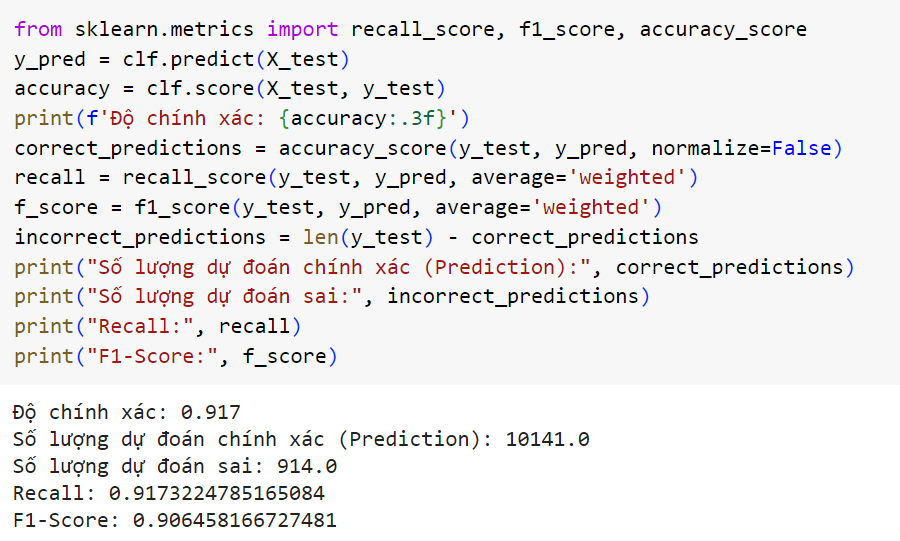 from sklearn.metrics import recall_score, f1_score, accuracy_score
y_pred = clf.predict(X_test)
accuracy = clf.score(X_test, y_test)
print(f'Độ chính xác: {accuracy:.3f}')
correct_predictions = accuracy_score(y_test, y_pred, normalize=False)
recall = recall_score(y_test, y_pred, average='weighted')
f_score = f1_score(y_test, y_pred, average='weighted')
incorrect_predictions = len(y_test) - correct_predictions
print("Số lượng dự đoán chính xác (Prediction):", correct_predictions)
print("Số lượng dự đoán sai:", incorrect_predictions)
print("Recall:", recall)
print("F1-Score:", f_score)
Độ chính xác: 0.917
Số lượng dự đoán chính xác (Prediction): 10141.0
Số lượng dự đoán sai: 914.0
Recall: 0.9173224785165084
F1-Score: 0.906458166727481